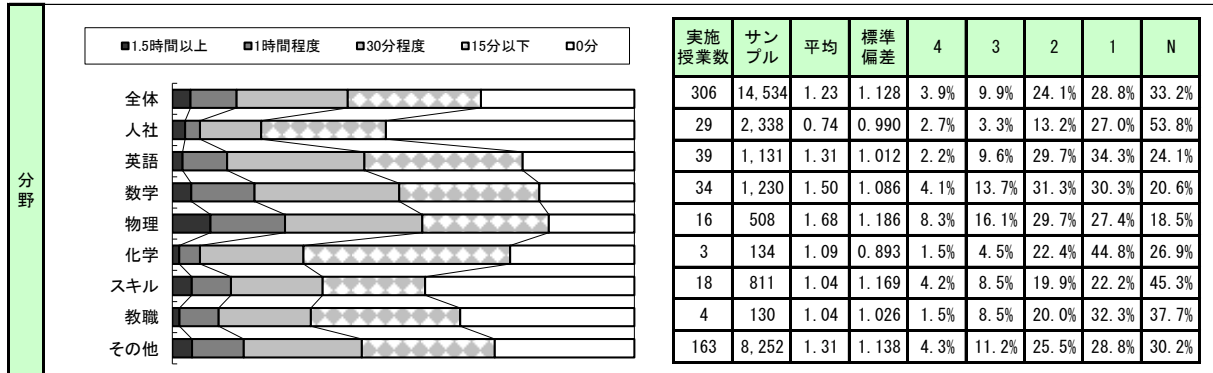 分野
■1.5時間以上 ■1時間程度 ■30分程度 ■15分以下 □0分
全体
人社
英語
数学
物理
化学
スキル
教職
その他
実施授業数 サンプル 平均 標準偏差 4 3 2 1 N
306 14,534 1.23 1.128 3.9% 9.9% 24.1% 28.8% 33.2%
29 2,338 0.74 0.990 2.7% 3.3% 13.2% 27.0% 53.8%
39 1,131 1.31 1.012 2.2% 9.6% 29.7% 34.3% 24.1%
34 1,230 1.50 1.086 4.1% 13.7% 31.3% 30.3% 20.6%
16 508 1.68 1.186 8.3% 16.1% 29.7% 27.4% 18.5%
3 134 1.09 0.893 1.5% 4.5% 22.4% 44.8% 26.9%
18 811 1.04 1.169 4.2% 8.5% 19.9% 22.2% 45.3%
4 130 1.04 1.026 1.5% 8.5% 20.0% 32.3% 37.7%
163 8,252 1.31 1.138 4.3% 11.2% 25.5% 28.8% 30.2%